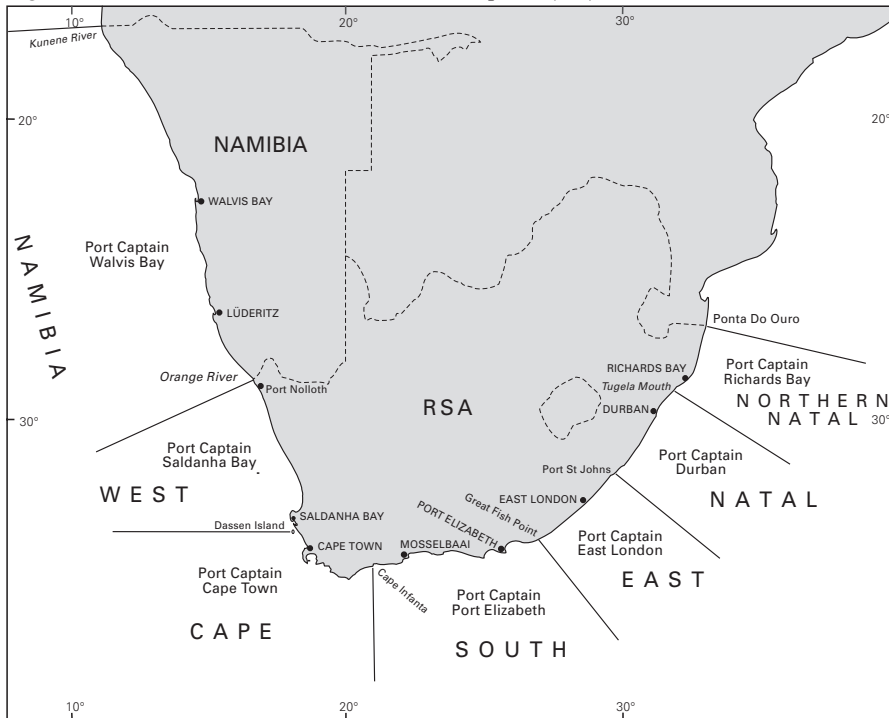 10°
20°
30°
Kunene River
20°
20°
NAMIBIA
WALVIS BAY
Port Captain
Walvis Bay
NAMIBIA
LÜDERITZ
Ponta Do Ouro
Orange River
Port Nolloth
RICHARDS BAY
Tugela Mouth
Port Captain
Richards Bay
NORTHERN
NATAL
RSA
DURBAN
30°
30°
Port Captain
Saldanha Bay
WEST
Port St Johns
Port Captain
Durban
NATAL
SALDANHA BAY
Dassen Island
EAST LONDON
Great Fish Point
PORT ELIZABETH
CAPE TOWN
MOSSELBAAI
Port Captain
East London
EAST
Port Captain
Cape Town
CAPE
Cape Infanta
Port Captain
Port Elizabeth
SOUTH
10°
20°
30°